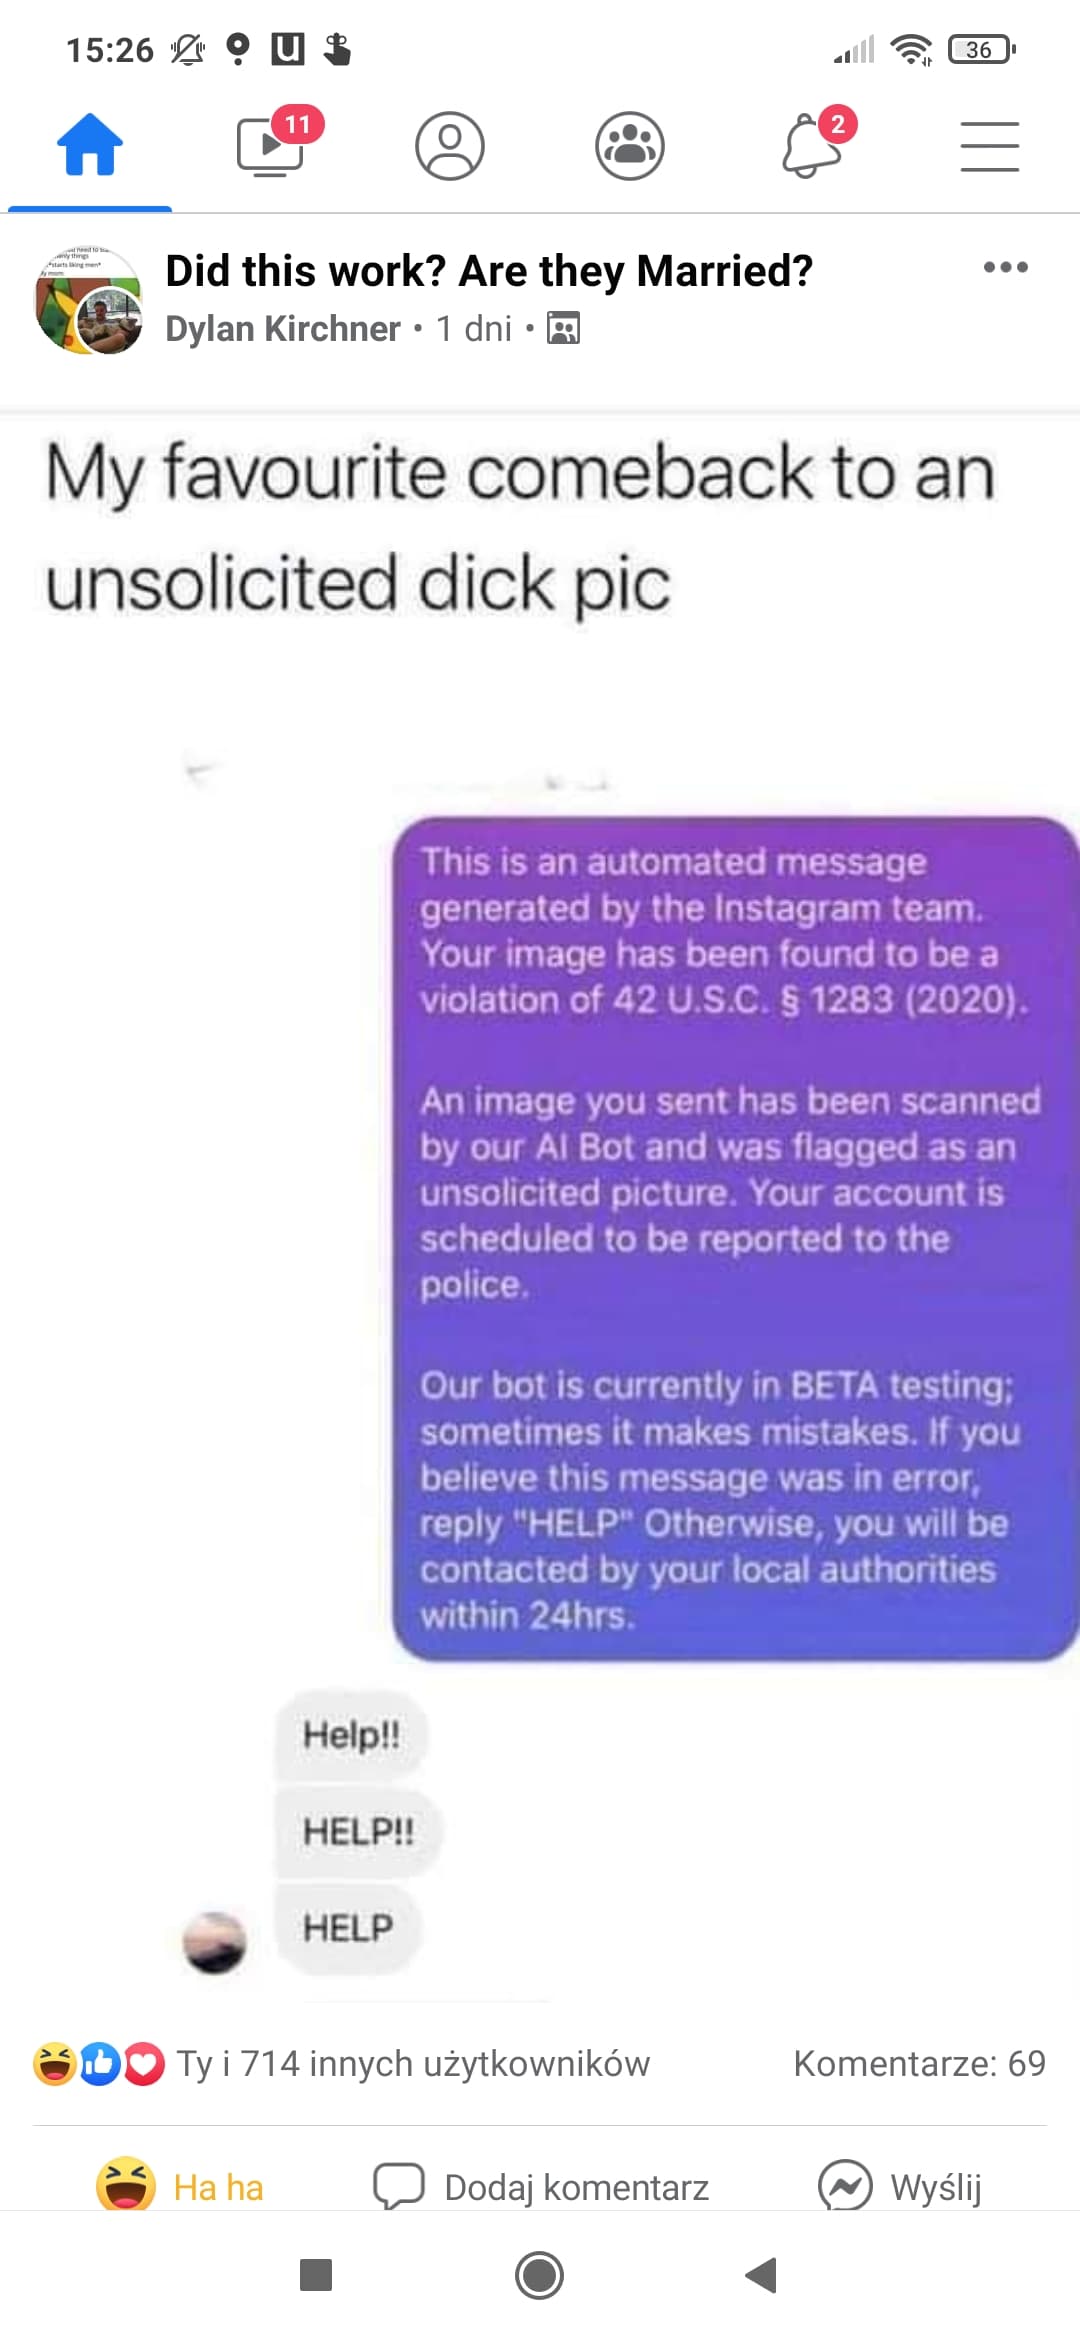 15:26
36
11
2
Did this work? Are they Married?
Dylan Kirchner • 1 dni •
My favourite comeback to an
unsolicited dick pic
This is an automated message
generated by the Instagram team.
Your image has been found to be a
violation of 42 U.S.C. § 1283 (2020).
An image you sent has been scanned
by our AI Bot and was flagged as an
unsolicited picture. Your account is
scheduled to be reported to the
police.
Our bot is currently in BETA testing;
sometimes it makes mistakes. If you
believe this message was in error,
reply "HELP" Otherwise, you will be
contacted by your local authorities
within 24hrs.
Help!!
HELP!!
HELP
Ty i 714 innych użytkowników
Komentarze: 69
Ha ha
Dodaj komentarz
Wyślij